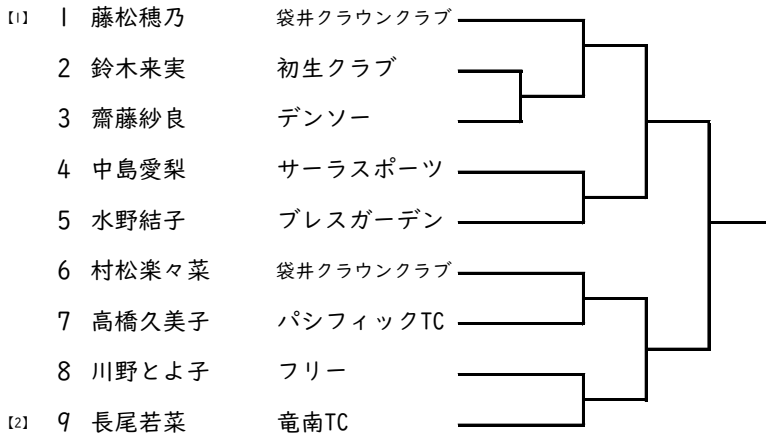 【1】 1 藤松穂乃 袋井クラウンクラブ
2 鈴木来実 初生クラブ
3 齋藤紗良 デンソー
4 中島愛梨 サーラスポーツ
5 水野結子 ブレスガーデン
6 村松楽々菜 袋井クラウンクラブ
7 高橋久美子 パシフィックTC
8 川野とよ子 フリー
【2】 9 長尾若菜 竜南TC